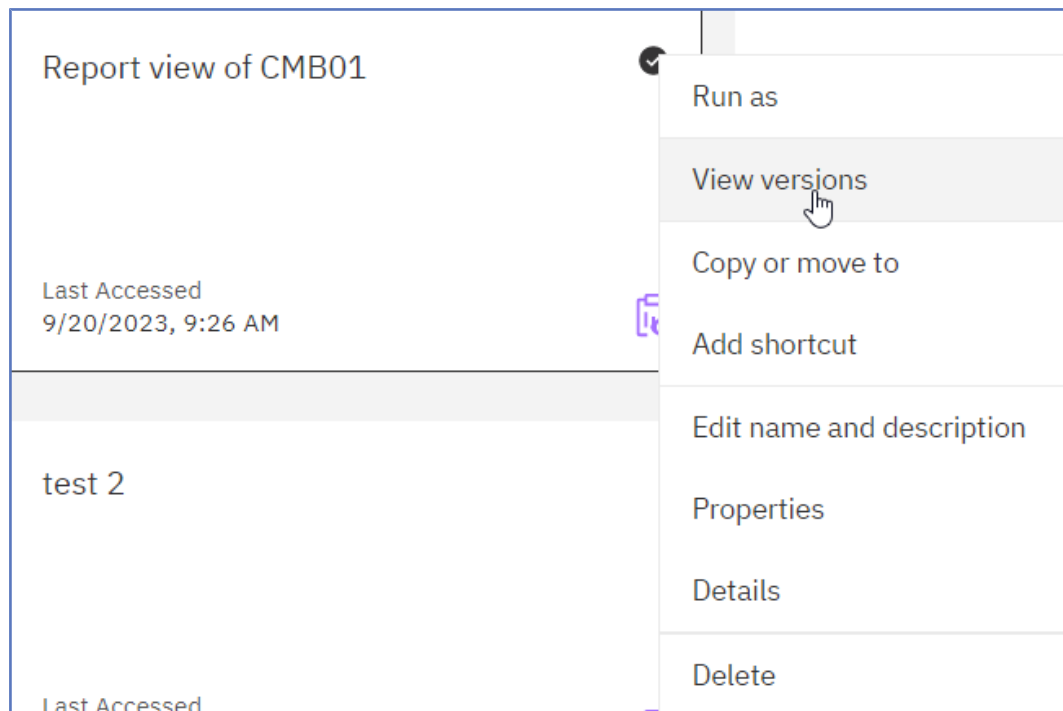 Report view of CMB01
Last Accessed
9/20/2023, 9:26 AM
test 2
Last Accessed
Run as
View versions
Copy or move to
Add shortcut
Edit name and description
Properties
Details
Delete